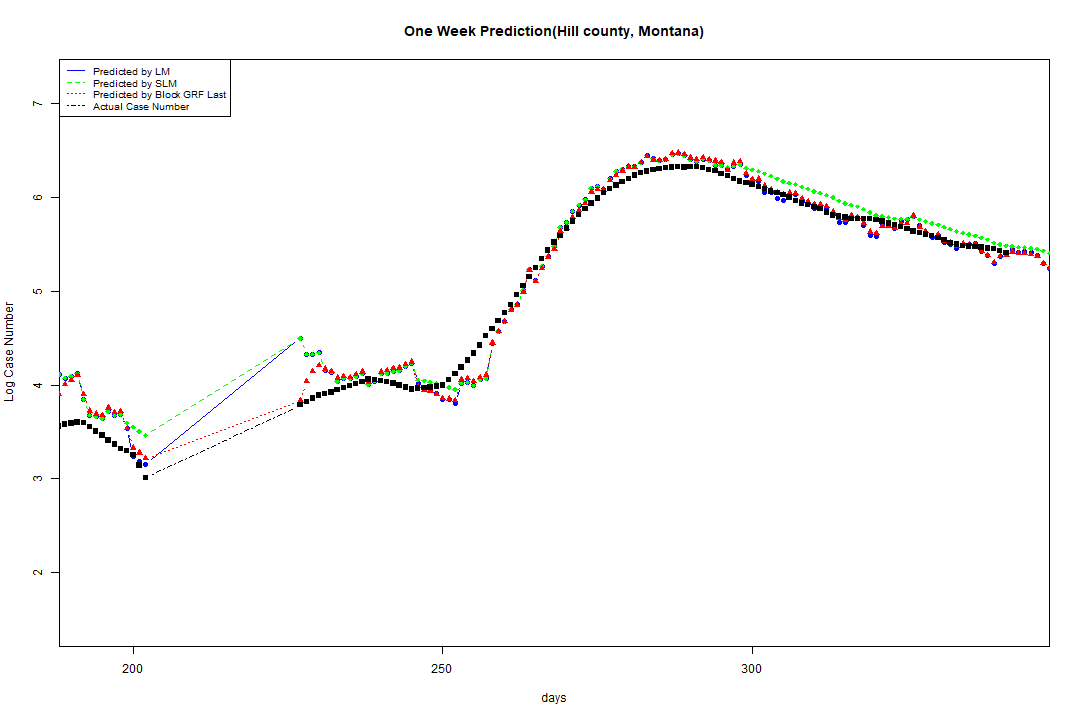 One Week Prediction(Hill county, Montana)
Predicted by LM
Predicted by SLM
Predicted by Block GRF Last
Actual Case Number
7
6
5
4
3
2
Log Case Number
200 250 300
days